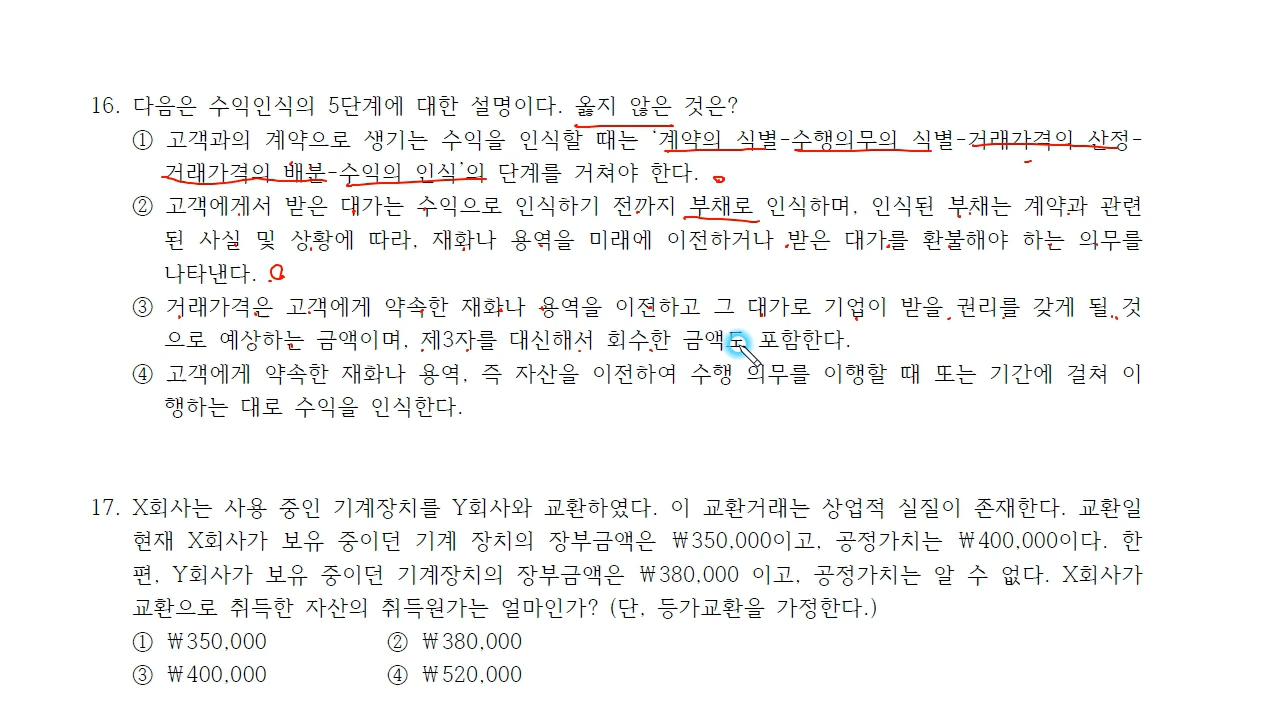 16. 다음은 수익인식의 5단계에 대한 설명이다. 옳지 않은 것은?
① 고객과의 계약으로 생기는 수익을 인식할 때는 '계약의 식별-수행의무의 식별-거래가격의 산정-
거래가격의 배분-수익의 인식'의 단계를 거쳐야 한다.
② 고객에게서 받은 대가는 수익으로 인식하기 전까지 부채로 인식하며, 인식된 부채는 계약과 관련
된 사실 및 상황에 따라, 재화나 용역을 미래에 이전하거나 받은 대가를 환불해야 하는 의무를
나타낸다.
③ 거래가격은 고객에게 약속한 재화나 용역을 이전하고 그 대가로 기업이 받을 권리를 갖게 될 것
으로 예상하는 금액이며, 제3자를 대신해서 회수한 금액도 포함한다.
④ 고객에게 약속한 재화나 용역, 즉 자산을 이전하여 수행 의무를 이행할 때 또는 기간에 걸쳐 이
행하는 대로 수익을 인식한다.
17. X회사는 사용 중인 기계장치를 Y회사와 교환하였다. 이 교환거래는 상업적 실질이 존재한다. 교환일
현재 X회사가 보유 중이던 기계 장치의 장부금액은 ₩350,000이고, 공정가치는 ₩400,000이다. 한
편, Y회사가 보유 중이던 기계장치의 장부금액은 ₩380,000 이고, 공정가치는 알 수 없다. X회사가
교환으로 취득한 자산의 취득원가는 얼마인가? (단, 등가교환을 가정한다.)
① ₩350,000 ② ₩380,000
③ ₩400,000 ④ ₩520,000